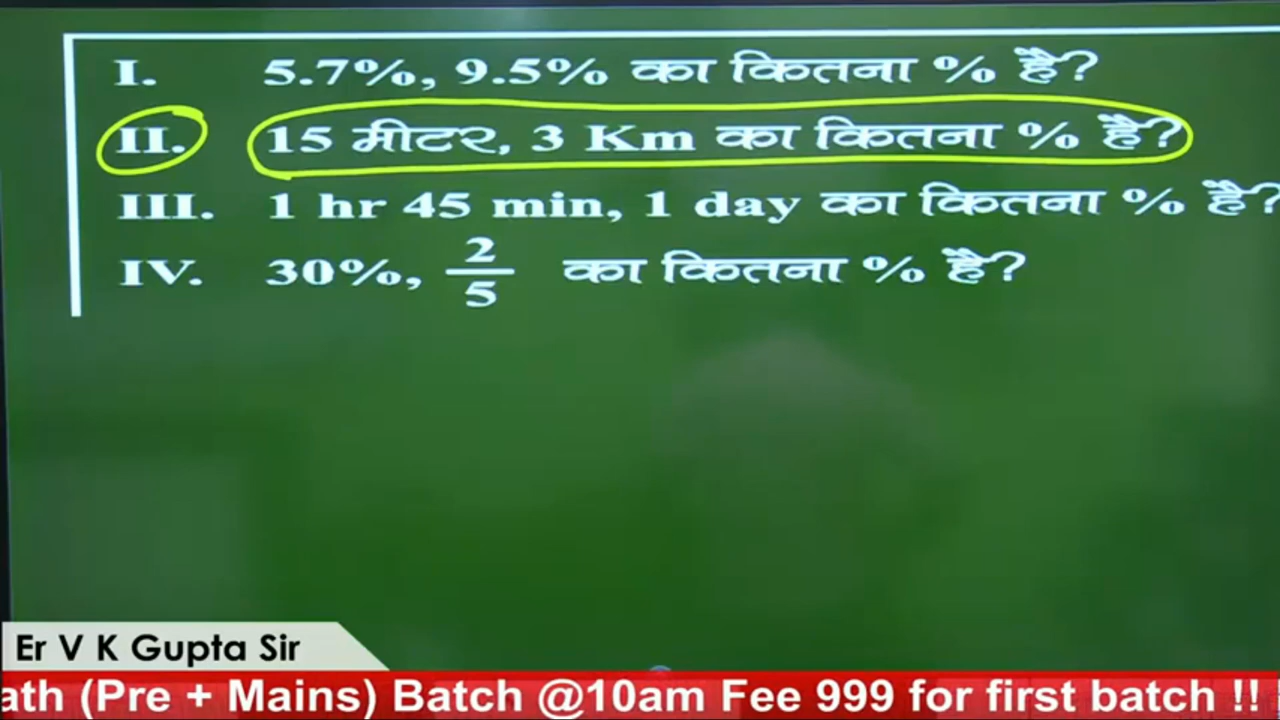 I. 5.7%, 9.5% का कितना % है?
II. 15 मीटर, 3 Km का कितना % है?
III. 1 hr 45 min, 1 day का कितना % है?
IV. 30%, 2/5 का कितना % है?
Er V K Gupta Sir
ath (Pre + Mains) Batch @10am Fee 999 for first batch !!